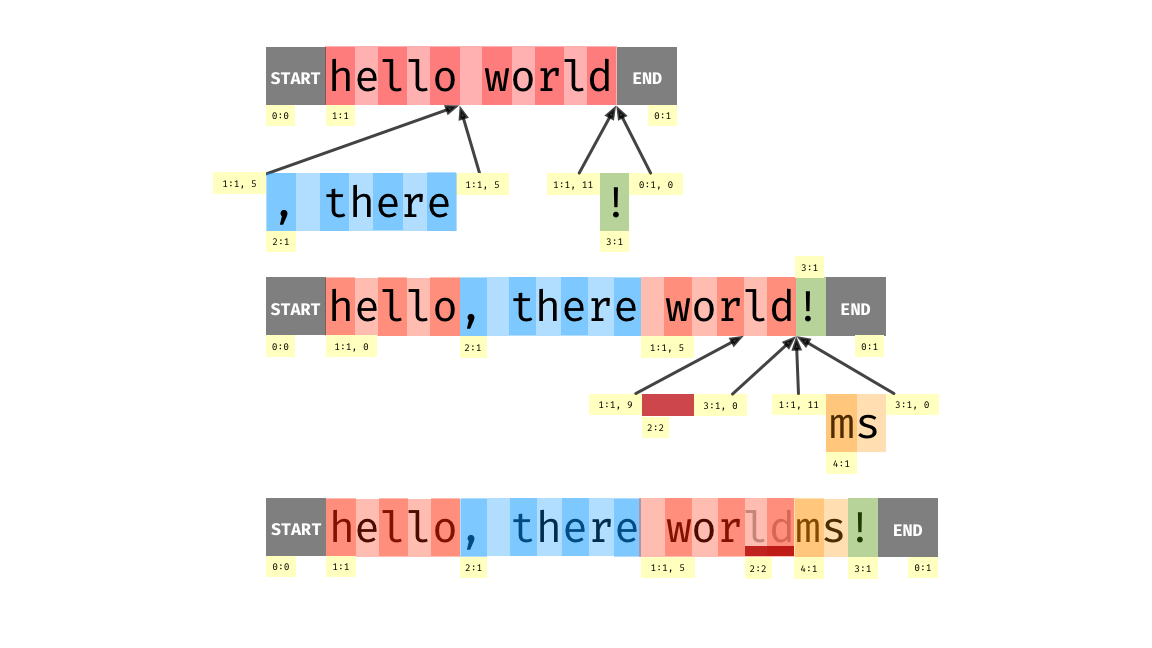 START hello world END
0:0 1:1 0:1
1:1, 5 , there 1:1, 5 1:1, 11 ! 0:1, 0
2:1 3:1
3:1
START hello, there world! END
0:0 1:1, 0 2:1 1:1, 5 0:1
1:1, 9 3:1, 0 1:1, 11 ms 3:1, 0
2:2
4:1
START hello, there worldms! END
0:0 1:1 2:1 1:1, 5 2:2 4:1 3:1 0:1